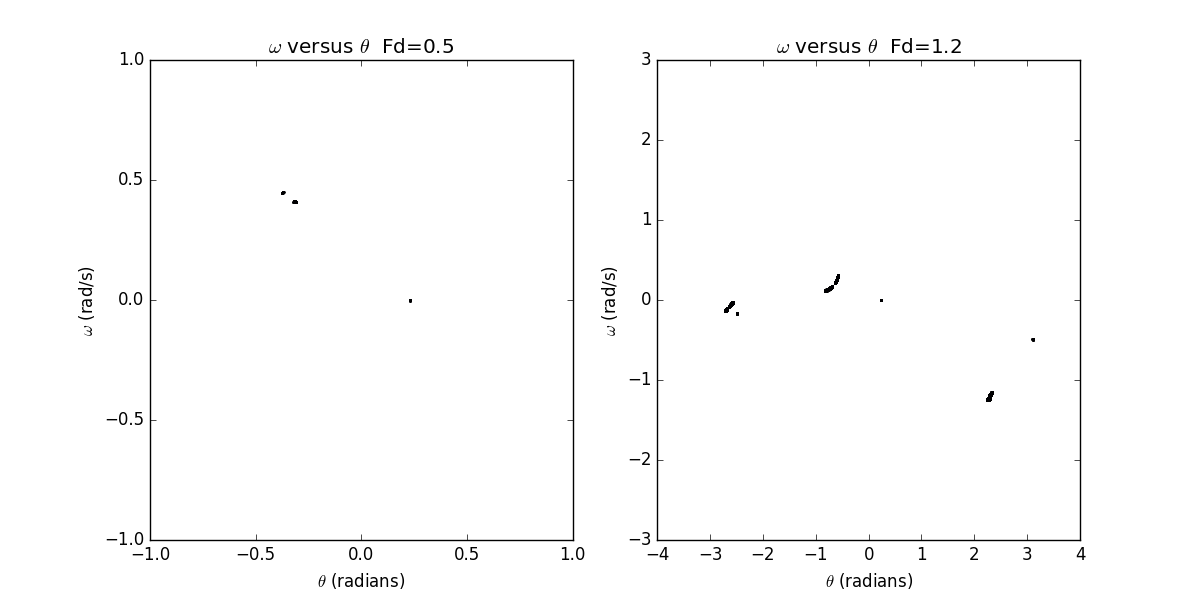 ω versus θ  Fd=0.5
1.0
0.5
0.0
−0.5
−1.0
ω (rad/s)
−1.0 −0.5 0.0 0.5 1.0
θ (radians)
ω versus θ  Fd=1.2
3
2
1
0
−1
−2
−3
ω (rad/s)
−4 −3 −2 −1 0 1 2 3 4
θ (radians)